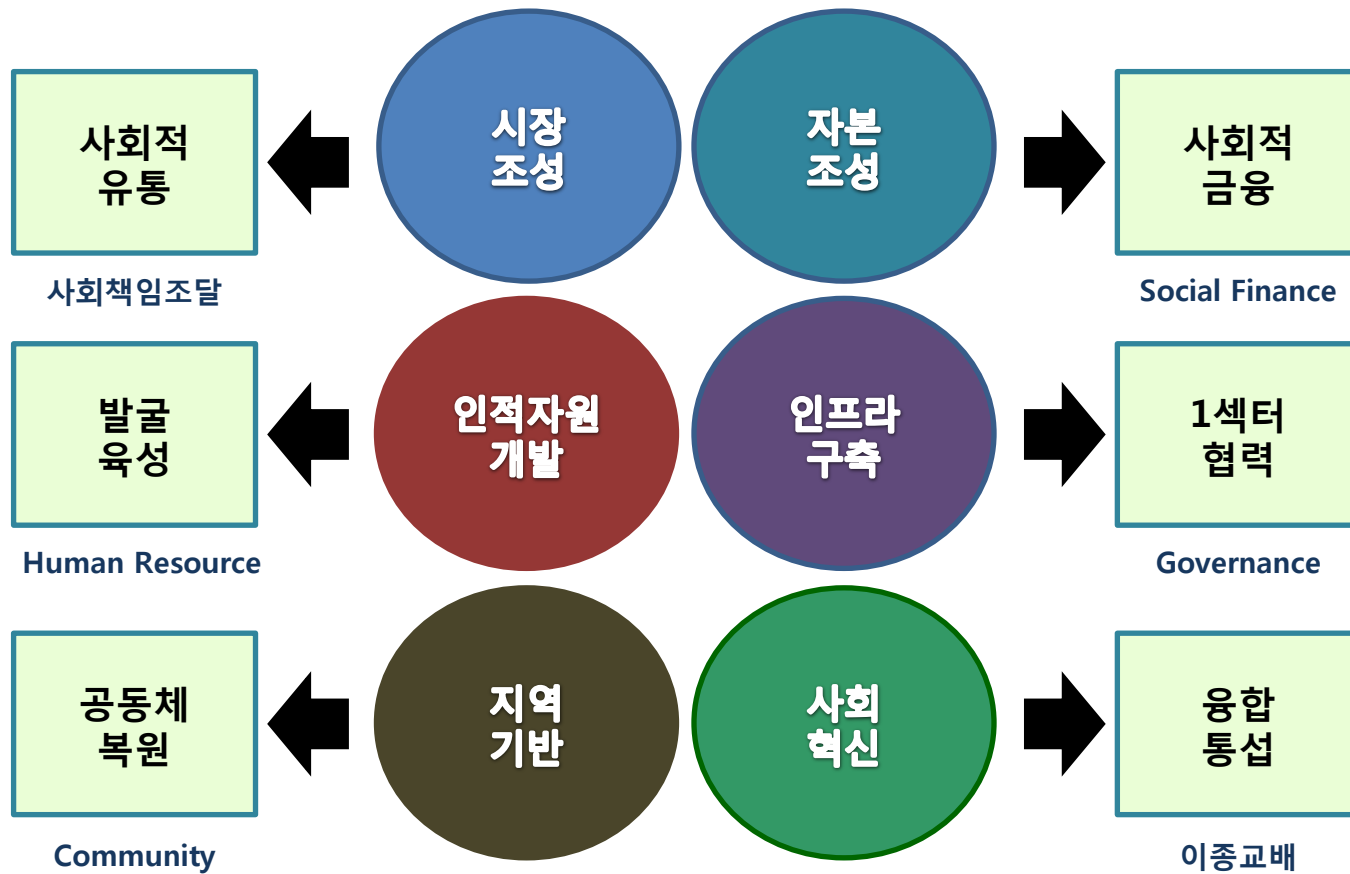 사회적
유통
시장
조성
자본
조성
사회적
금융
사회책임조달
Social Finance
발굴
육성
인적자원
개발
인프라
구축
1섹터
협력
Human Resource
Governance
공동체
복원
지역
기반
사회
혁신
융합
통섭
Community
이종교배